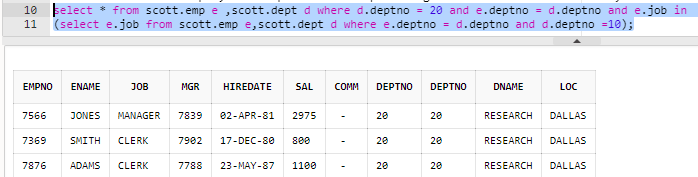 10 select * from scott.emp e ,scott.dept d where d.deptno = 20 and e.deptno = d.deptno and e.job in
11 (select e.job from scott.emp e,scott.dept d where e.deptno = d.deptno and d.deptno =10);
EMPNO ENAME JOB MGR HIREDATE SAL COMM DEPTNO DEPTNO DNAME LOC
7566 JONES MANAGER 7839 02-APR-81 2975 - 20 20 RESEARCH DALLAS
7369 SMITH CLERK 7902 17-DEC-80 800 - 20 20 RESEARCH DALLAS
7876 ADAMS CLERK 7788 23-MAY-87 1100 - 20 20 RESEARCH DALLAS